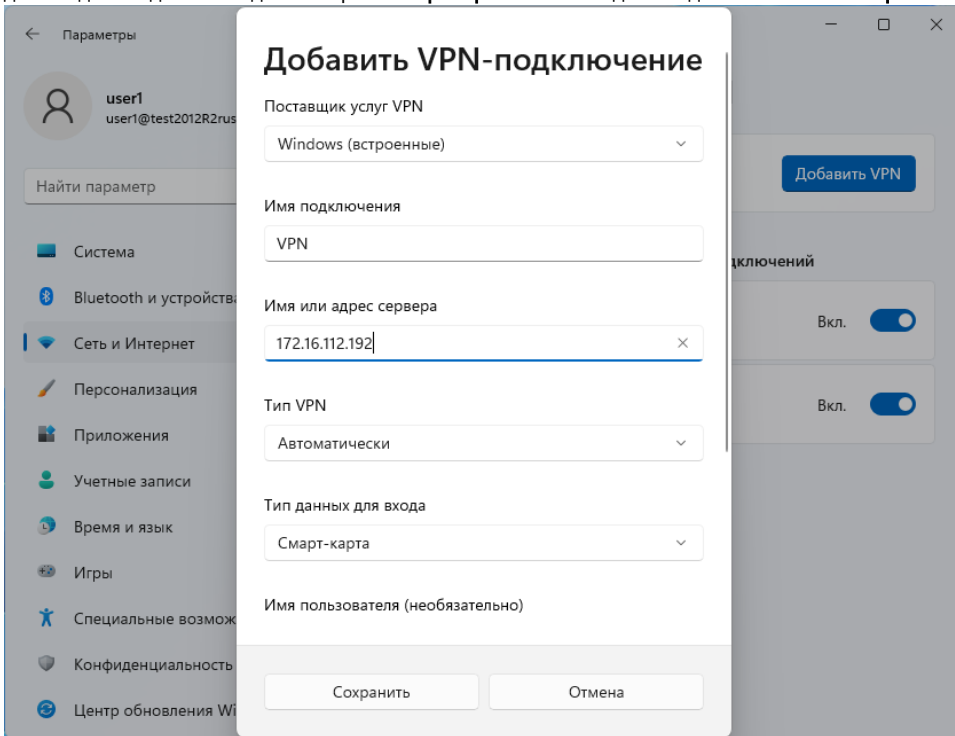 Параметры
user1
user1@test2012R2rus
Найти параметр
Система
Bluetooth и устройства
Сеть и Интернет
Персонализация
Приложения
Учетные записи
Время и язык
Игры
Специальные возмож
Конфиденциальность
Центр обновления Wi
Добавить VPN-подключение
Поставщик услуг VPN
Windows (встроенные)
Имя подключения
VPN
Имя или адрес сервера
172.16.112.192
Тип VPN
Автоматически
Тип данных для входа
Смарт-карта
Имя пользователя (необязательно)
Сохранить
Отмена
Добавить VPN
дключений
Вкл.
Вкл.